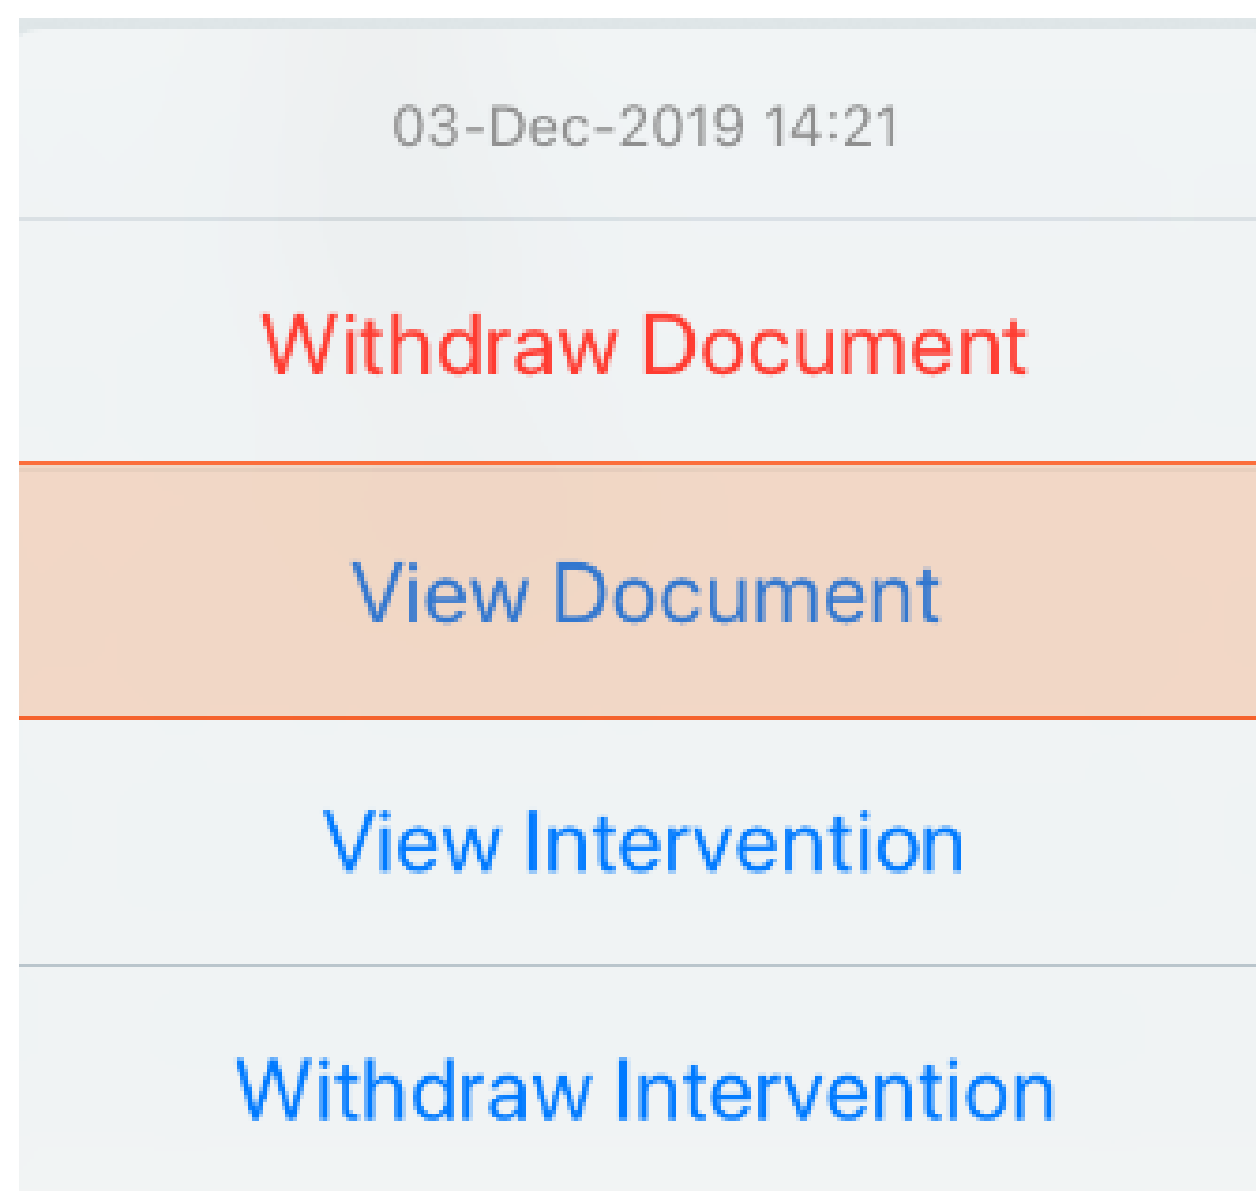 03-Dec-2019 14:21
Withdraw Document
View Document
View Intervention
Withdraw Intervention